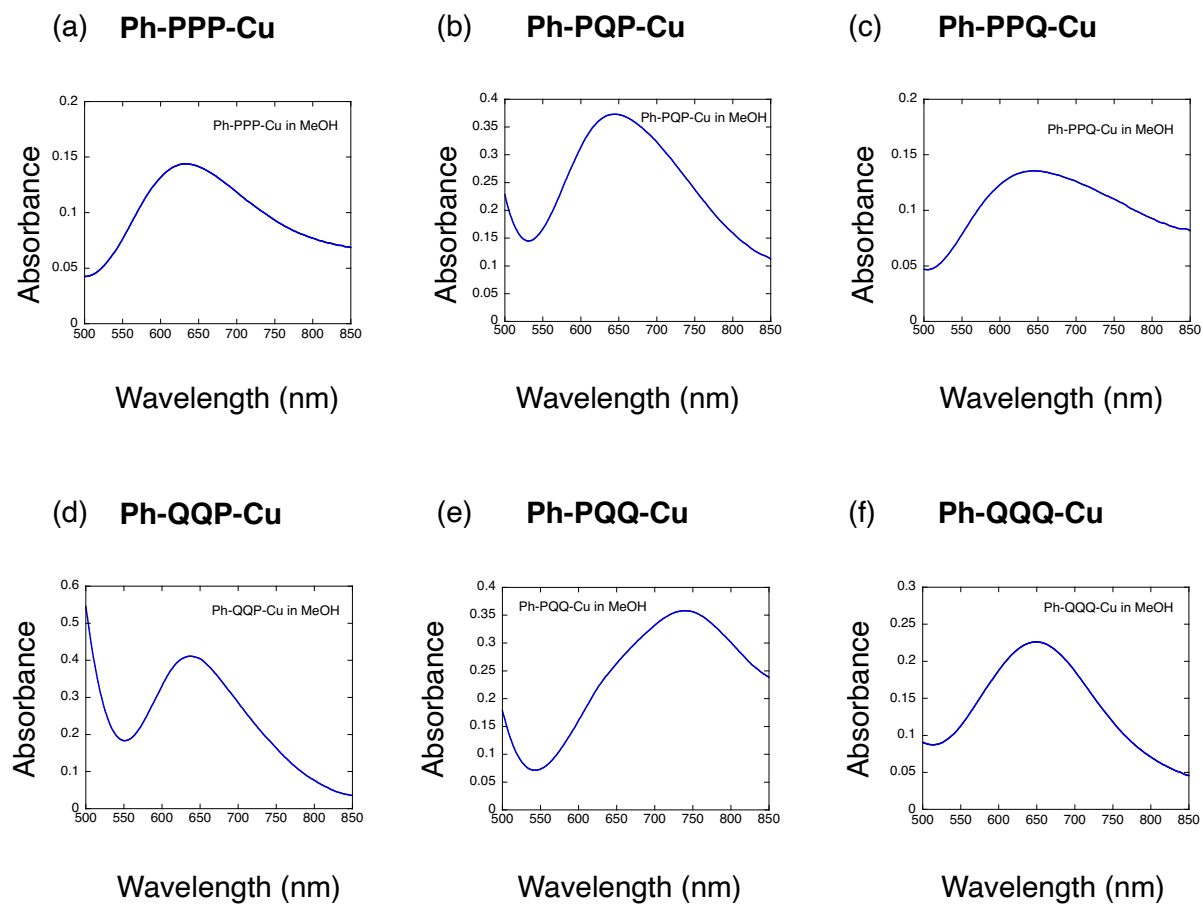 (a) Ph-PPP-Cu
(b) Ph-PQP-Cu
(c) Ph-PPQ-Cu
0.2
0.15
0.1
0.05
0
Ph-PPP-Cu in MeOH
Absorbance
500 550 600 650 700 750 800 850
Wavelength (nm)
0.4
0.35
0.3
0.25
0.2
0.15
0.1
0.05
0
Ph-PQP-Cu in MeOH
Absorbance
500 550 600 650 700 750 800 850
Wavelength (nm)
0.2
0.15
0.1
0.05
0
Ph-PPQ-Cu in MeOH
Absorbance
500 550 600 650 700 750 800 850
Wavelength (nm)
(d) Ph-QQP-Cu
(e) Ph-PQQ-Cu
(f) Ph-QQQ-Cu
0.6
0.5
0.4
0.3
0.2
0.1
0
Ph-QQP-Cu in MeOH
Absorbance
500 550 600 650 700 750 800 850
Wavelength (nm)
0.4
0.35
0.3
0.25
0.2
0.15
0.1
0.05
0
Ph-PQQ-Cu in MeOH
Absorbance
500 550 600 650 700 750 800 850
Wavelength (nm)
0.3
0.25
0.2
0.15
0.1
0.05
0
Ph-QQQ-Cu in MeOH
Absorbance
500 550 600 650 700 750 800 850
Wavelength (nm)